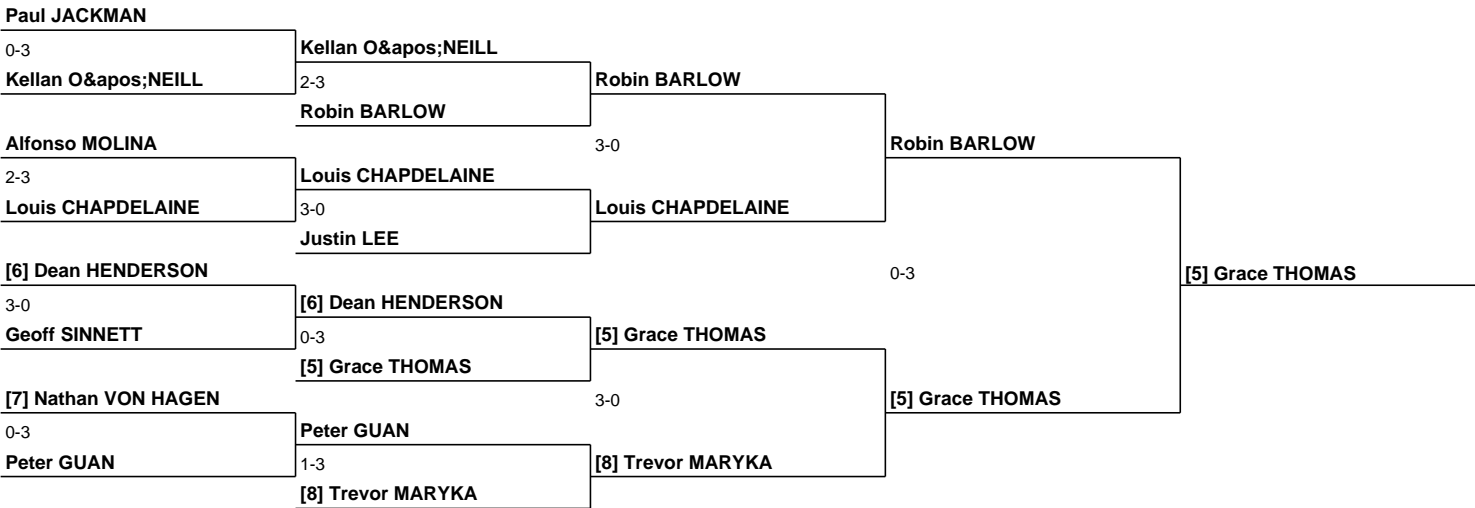 Paul JACKMAN
0-3
Kellan O&apos;NEILL
Kellan O&apos;NEILL
2-3
Robin BARLOW
Robin BARLOW
Alfonso MOLINA
3-0
Robin BARLOW
2-3
Louis CHAPDELAINE
Louis CHAPDELAINE
3-0
Louis CHAPDELAINE
Justin LEE
[6] Dean HENDERSON
0-3
[5] Grace THOMAS
3-0
[6] Dean HENDERSON
Geoff SINNETT
0-3
[5] Grace THOMAS
[5] Grace THOMAS
[7] Nathan VON HAGEN
3-0
[5] Grace THOMAS
0-3
Peter GUAN
Peter GUAN
1-3
[8] Trevor MARYKA
[8] Trevor MARYKA